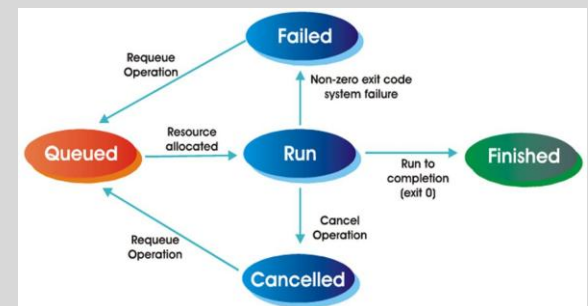 Failed
Requeue
Operation
Non-zero exit code
system failure
Resource
allocated
Queued
Run
Finished
Run to
completion
(exit 0)
Cancel
Operation
Requeue
Operation
Cancelled